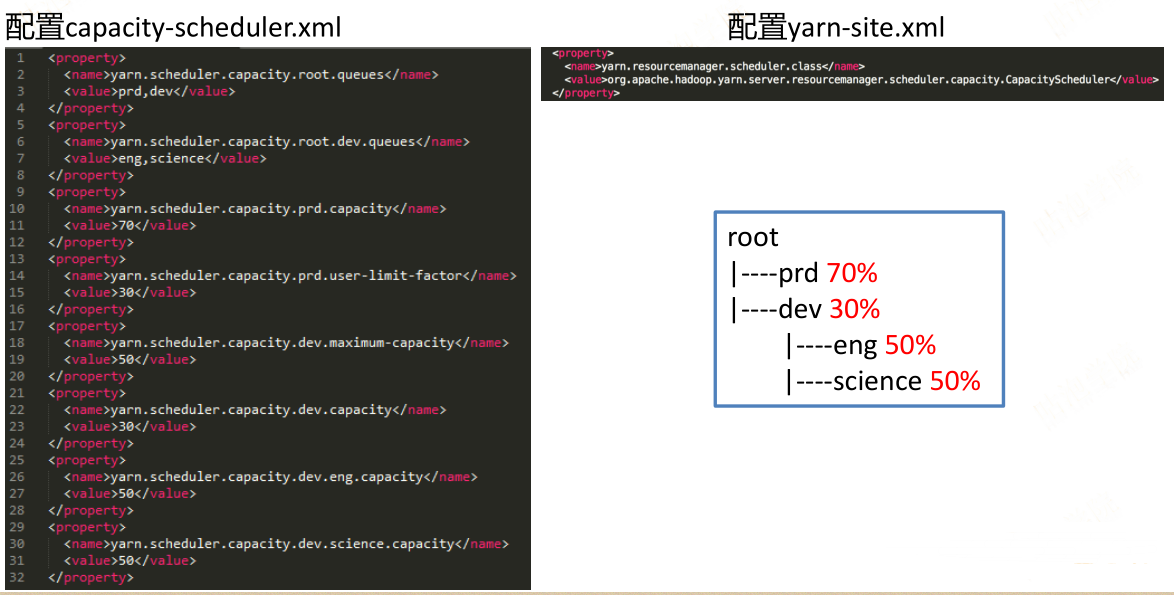 配置capacity-scheduler.xml
1 <property>
2 <name>yarn.scheduler.capacity.root.queues</name>
3 <value>prd,dev</value>
4 </property>
5 <property>
6 <name>yarn.scheduler.capacity.root.dev.queues</name>
7 <value>eng,science</value>
8 </property>
9 <property>
10 <name>yarn.scheduler.capacity.prd.capacity</name>
11 <value>70</value>
12 </property>
13 <property>
14 <name>yarn.scheduler.capacity.prd.user-limit-factor</name>
15 <value>30</value>
16 </property>
17 <property>
18 <name>yarn.scheduler.capacity.dev.maximum-capacity</name>
19 <value>50</value>
20 </property>
21 <property>
22 <name>yarn.scheduler.capacity.dev.capacity</name>
23 <value>30</value>
24 </property>
25 <property>
26 <name>yarn.scheduler.capacity.dev.eng.capacity</name>
27 <value>50</value>
28 </property>
29 <property>
30 <name>yarn.scheduler.capacity.dev.science.capacity</name>
31 <value>50</value>
32 </property>
配置yarn-site.xml
<property>
<name>yarn.resourcemanager.scheduler.class</name>
<value>org.apache.hadoop.yarn.server.resourcemanager.scheduler.capacity.CapacityScheduler</value>
</property>
root
|----prd 70%
|----dev 30%
|----eng 50%
|----science 50%